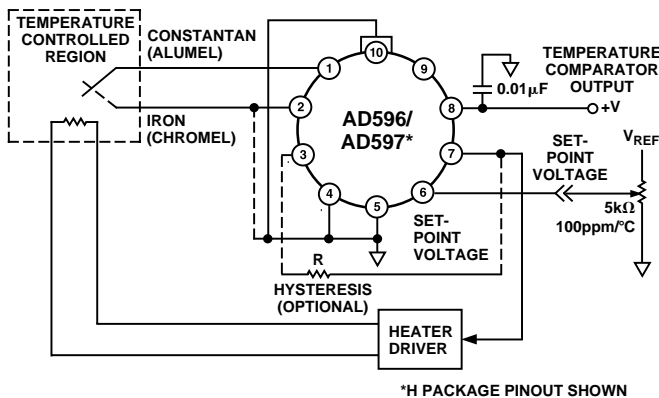 TEMPERATURE
CONTROLLED
REGION
CONSTANTAN
(ALUMEL)
IRON
(CHROMEL)
10
1
9
2
8
3
7
4
6
5
AD596/
AD597*
0.01µF
TEMPERATURE
COMPARATOR
OUTPUT
+V
SET-
POINT
VOLTAGE
VREF
5kΩ
100ppm/°C
SET-
POINT
VOLTAGE
R
HYSTERESIS
(OPTIONAL)
HEATER
DRIVER
*H PACKAGE PINOUT SHOWN